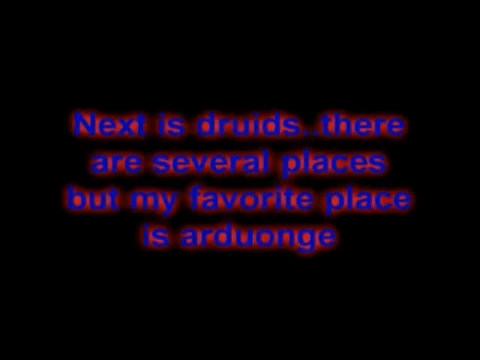 Next is druids..there
are several places
but my favorite place
is arduonge